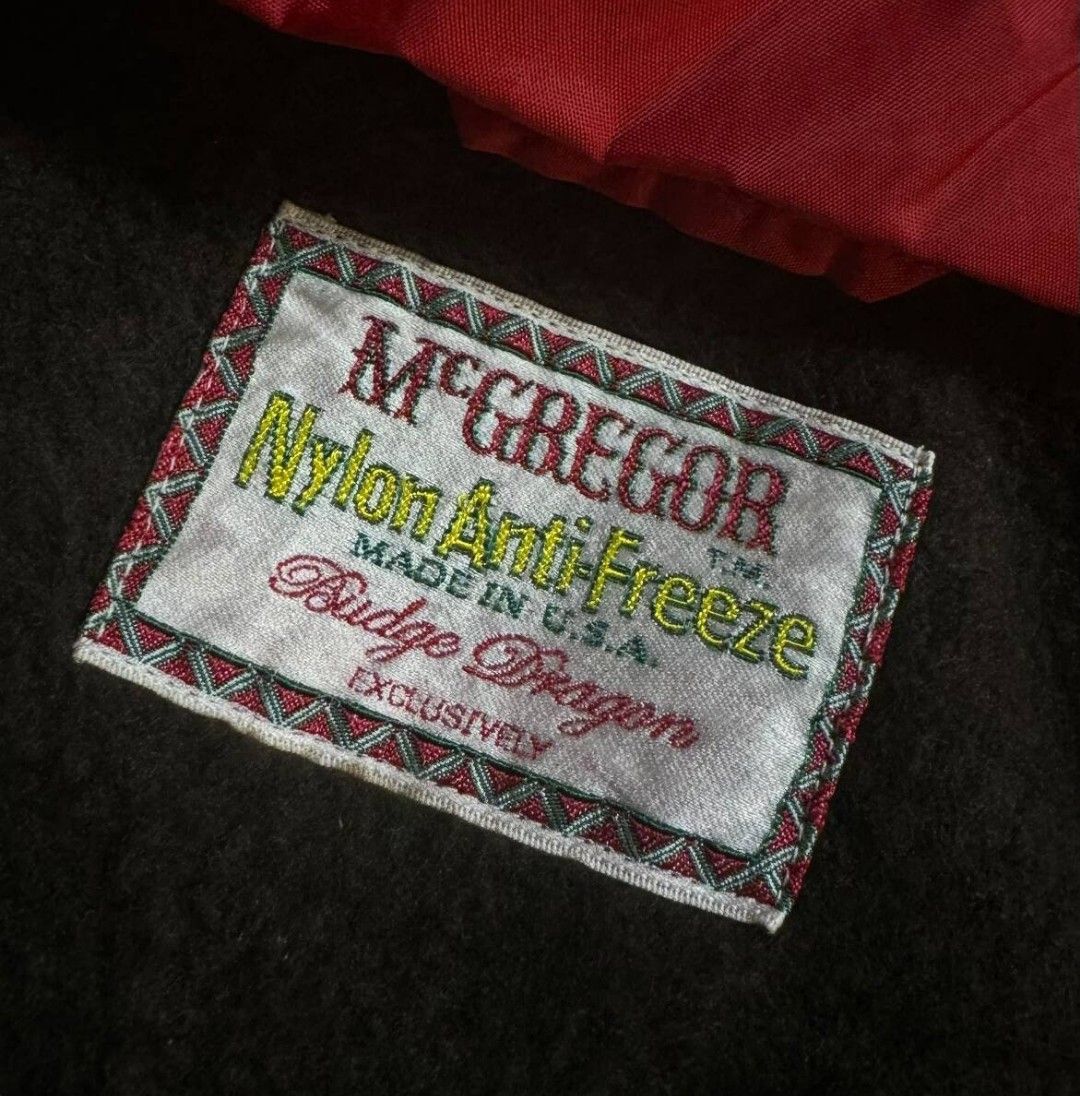 McGREGOR
T.M.
Nylon Anti-Freeze
MADE IN U.S.A.
Budge Dragon
EXCLUSIVELY